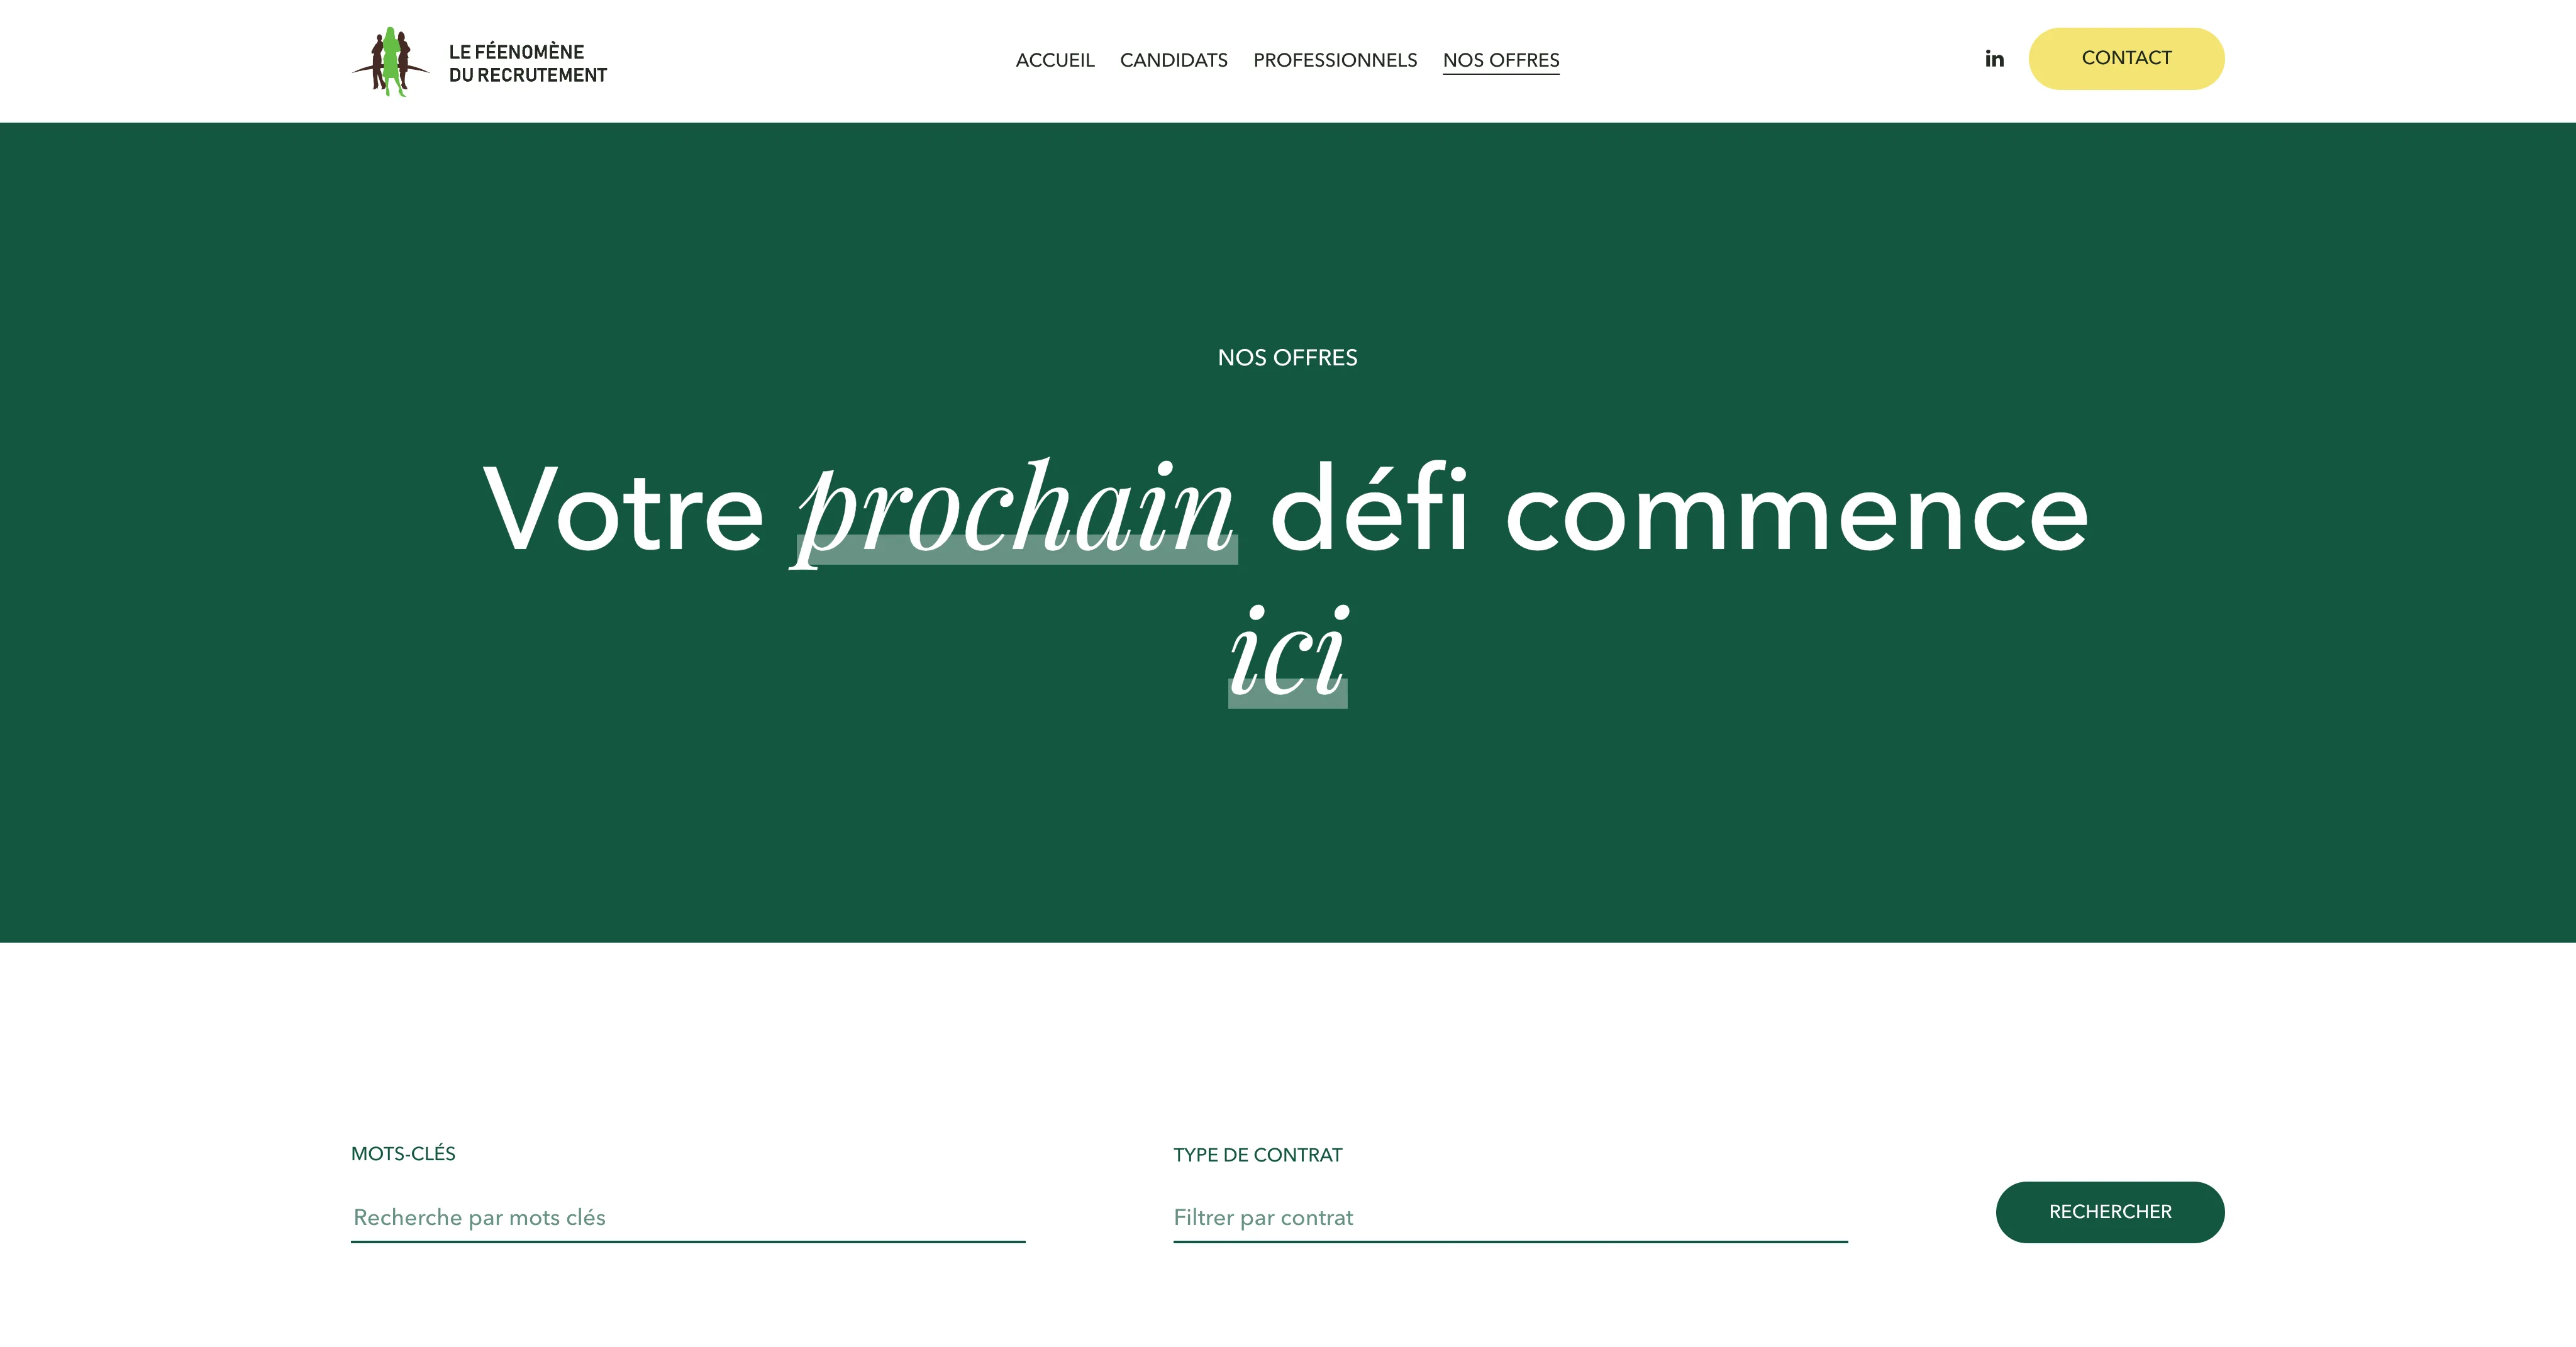 LE FÉENOMÈNE
DU RECRUTEMENT
ACCUEIL CANDIDATS PROFESSIONNELS NOS OFFRES
in CONTACT
NOS OFFRES
Votre prochain défi commence
ici
MOTS-CLÉS
Recherche par mots clés
TYPE DE CONTRAT
Filtrer par contrat
RECHERCHER